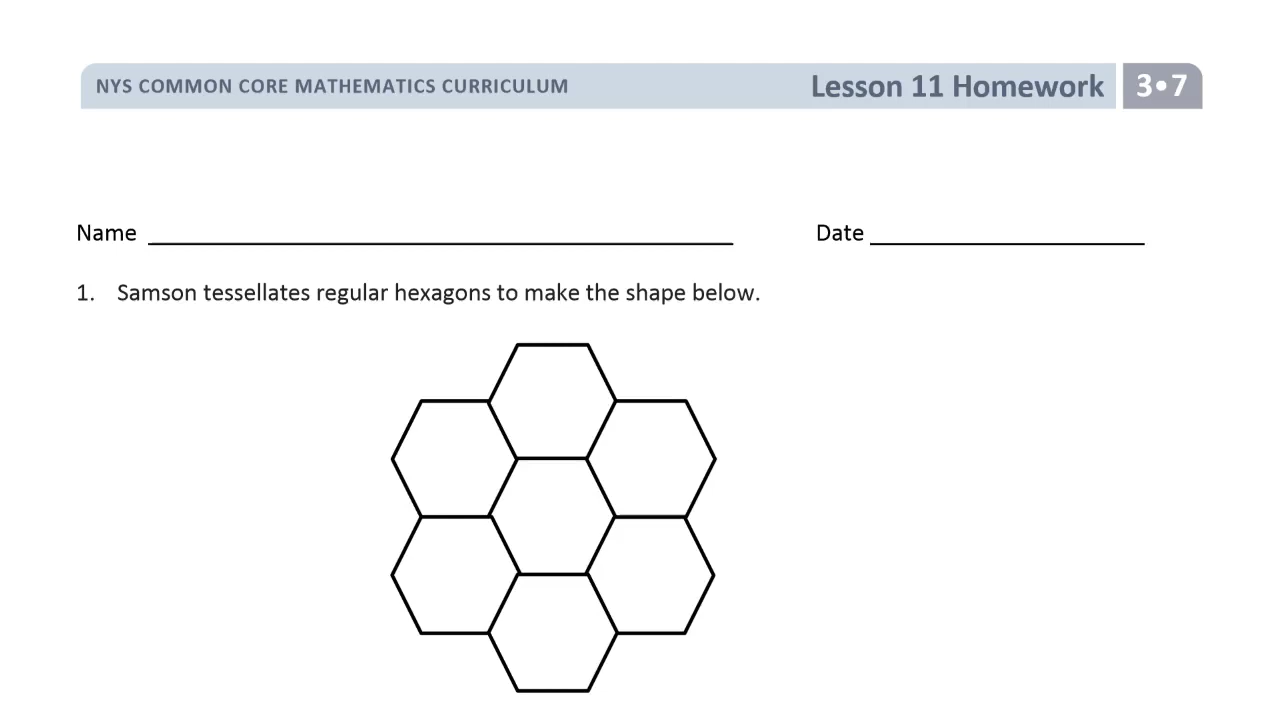 NYS COMMON CORE MATHEMATICS CURRICULUM Lesson 11 Homework 3•7
Name Date
1. Samson tessellates regular hexagons to make the shape below.